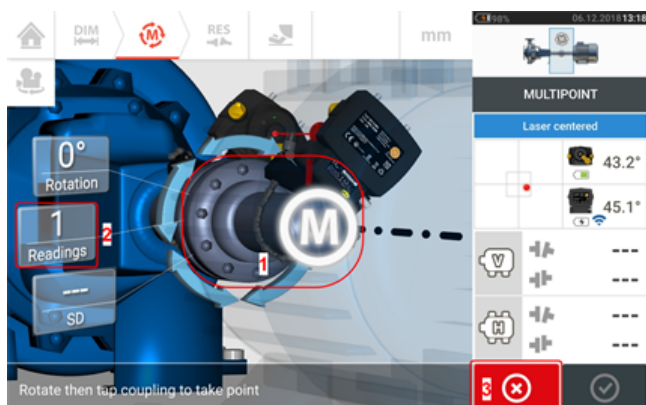 98%
06.12.2018 13:18
DIM
M
RES
mm
MULTIPOINT
Laser centered
0°
Rotation
43.2°
1
Readings
2
M
1
45.1°
---
SD
V
---
---
H
---
---
Rotate then tap coupling to take point
3